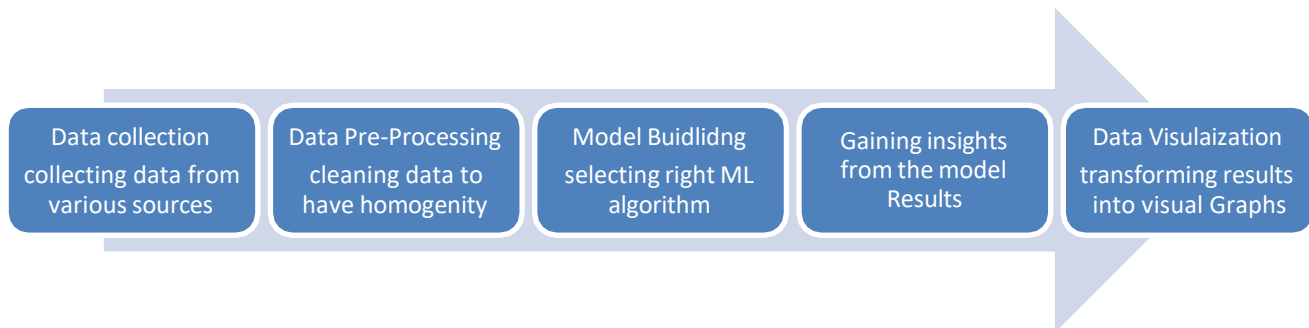 Data collection
collecting data from
various sources
Data Pre-Processing
cleaning data to
have homogenity
Model Buidlidng
selecting right ML
algorithm
Gaining insights
from the model
Results
Data Visulaization
transforming results
into visual Graphs